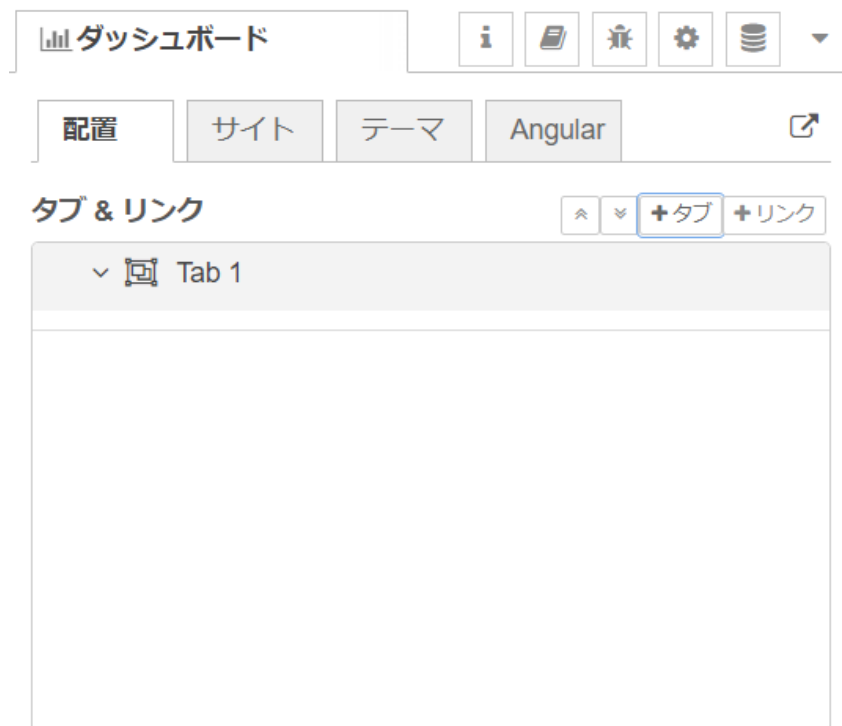 ダッシュボード
配置 サイト テーマ Angular
タブ & リンク +タブ +リンク
Tab 1